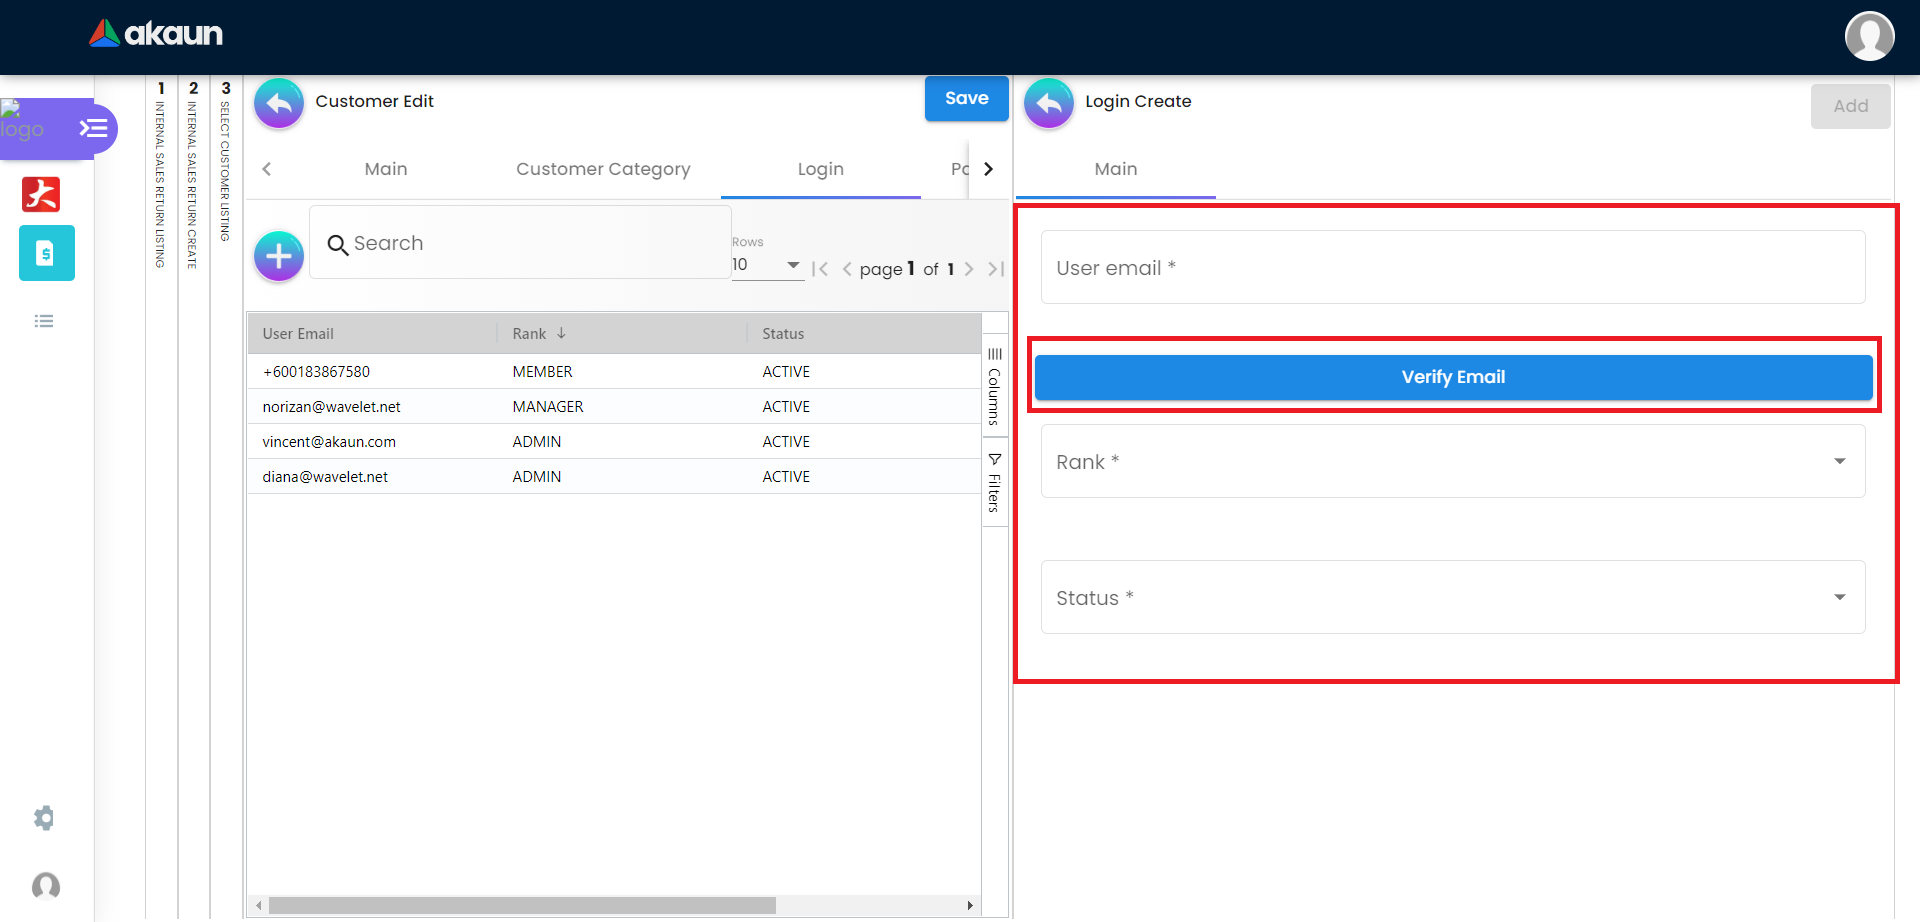 akaun
logo
1 INTERNAL SALES RETURN LISTING
2 INTERNAL SALES RETURN CREATE
3 SELECT CUSTOMER LISTING
Customer Edit
Save
Main
Customer Category
Login
Search
Rows
10
page 1 of 1
User Email Rank Status
+600183867580 MEMBER ACTIVE
norizan@wavelet.net MANAGER ACTIVE
vincent@akaun.com ADMIN ACTIVE
diana@wavelet.net ADMIN ACTIVE
Columns
Filters
Login Create
Add
Main
User email *
Verify Email
Rank *
Status *